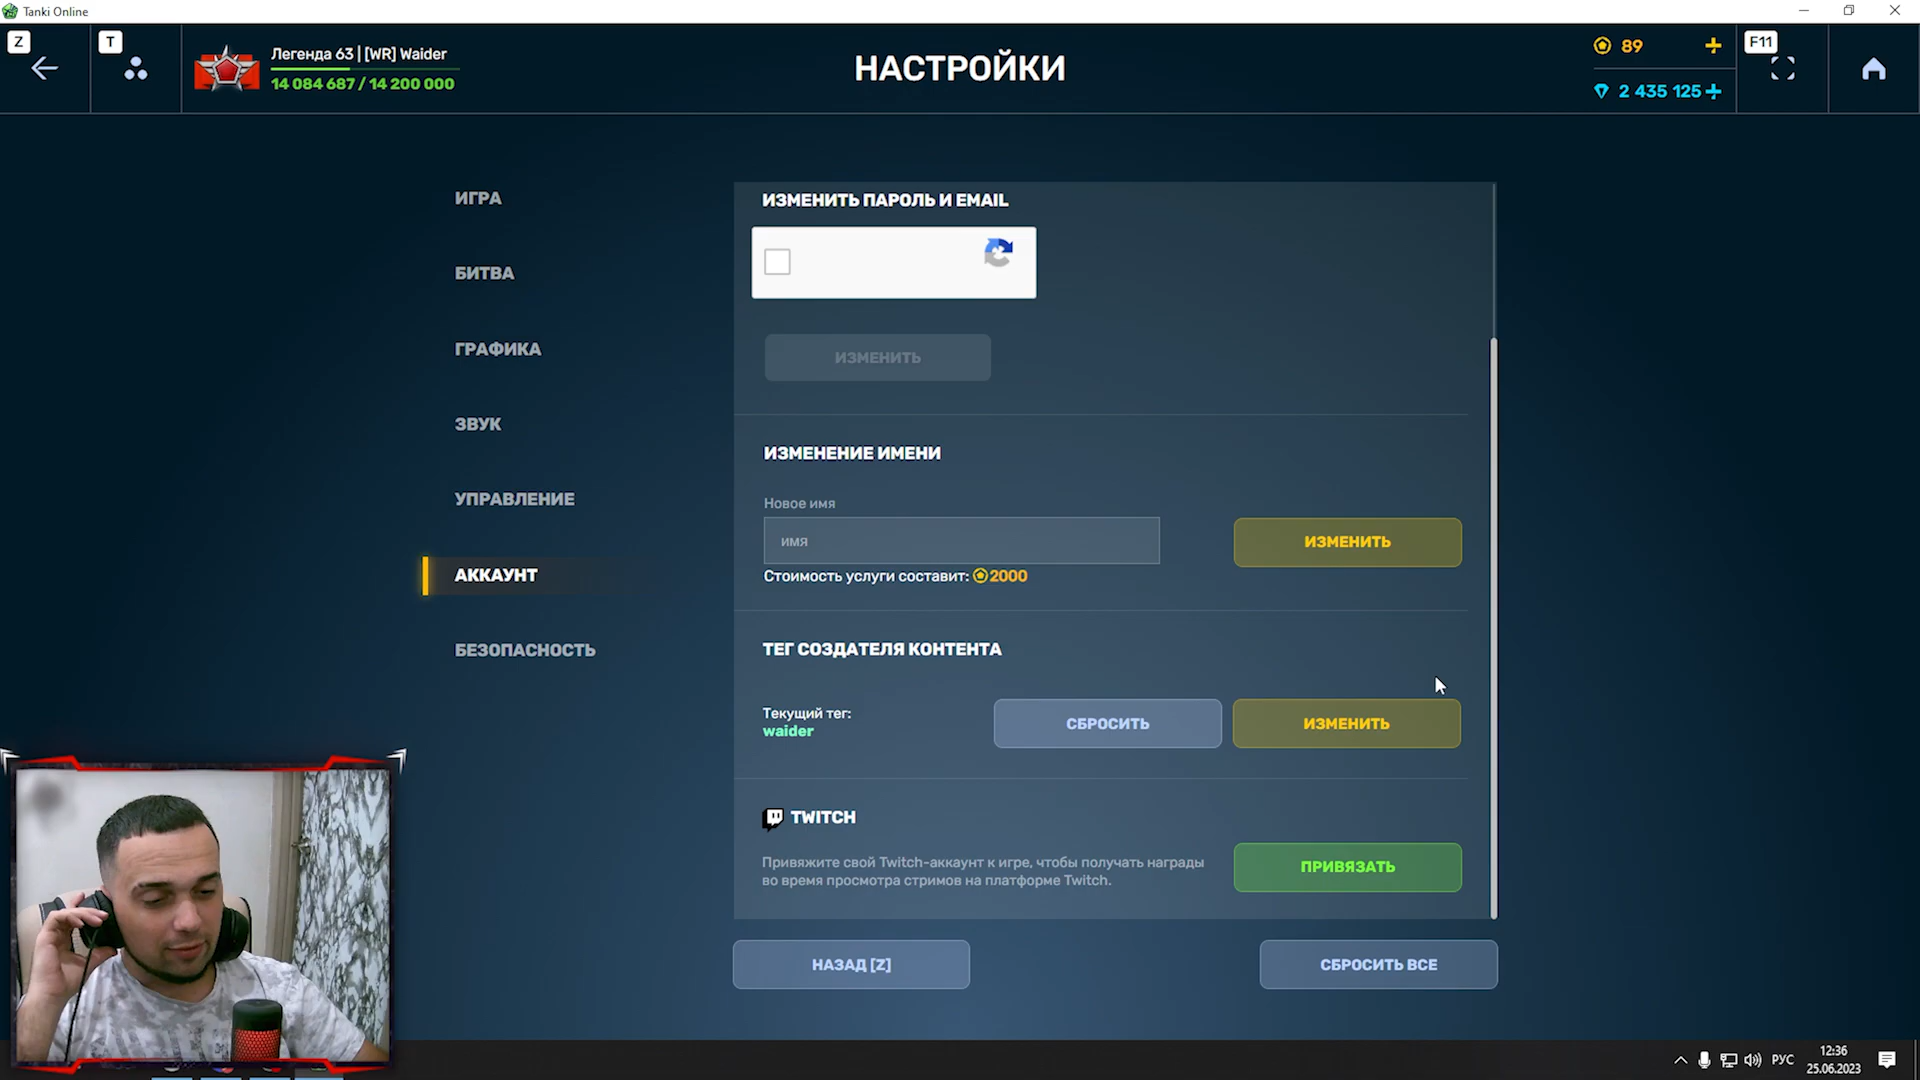 Tanki Online
Z
T
Легенда 63 | [WR] Waider
14 084 687 / 14 200 000
НАСТРОЙКИ
89
2 435 125
F11
ИГРА
БИТВА
ГРАФИКА
ЗВУК
УПРАВЛЕНИЕ
АККАУНТ
БЕЗОПАСНОСТЬ
ИЗМЕНИТЬ ПАРОЛЬ И EMAIL
ИЗМЕНИТЬ
ИЗМЕНЕНИЕ ИМЕНИ
Новое имя
имя
ИЗМЕНИТЬ
Стоимость услуги составит: 2000
ТЕГ СОЗДАТЕЛЯ КОНТЕНТА
Текущий тег:
waider
СБРОСИТЬ
ИЗМЕНИТЬ
TWITCH
Привяжите свой Twitch-аккаунт к игре, чтобы получать награды
во время просмотра стримов на платформе Twitch.
ПРИВЯЗАТЬ
НАЗАД [Z]
СБРОСИТЬ ВСЕ
РУС
12:36
25.06.2023